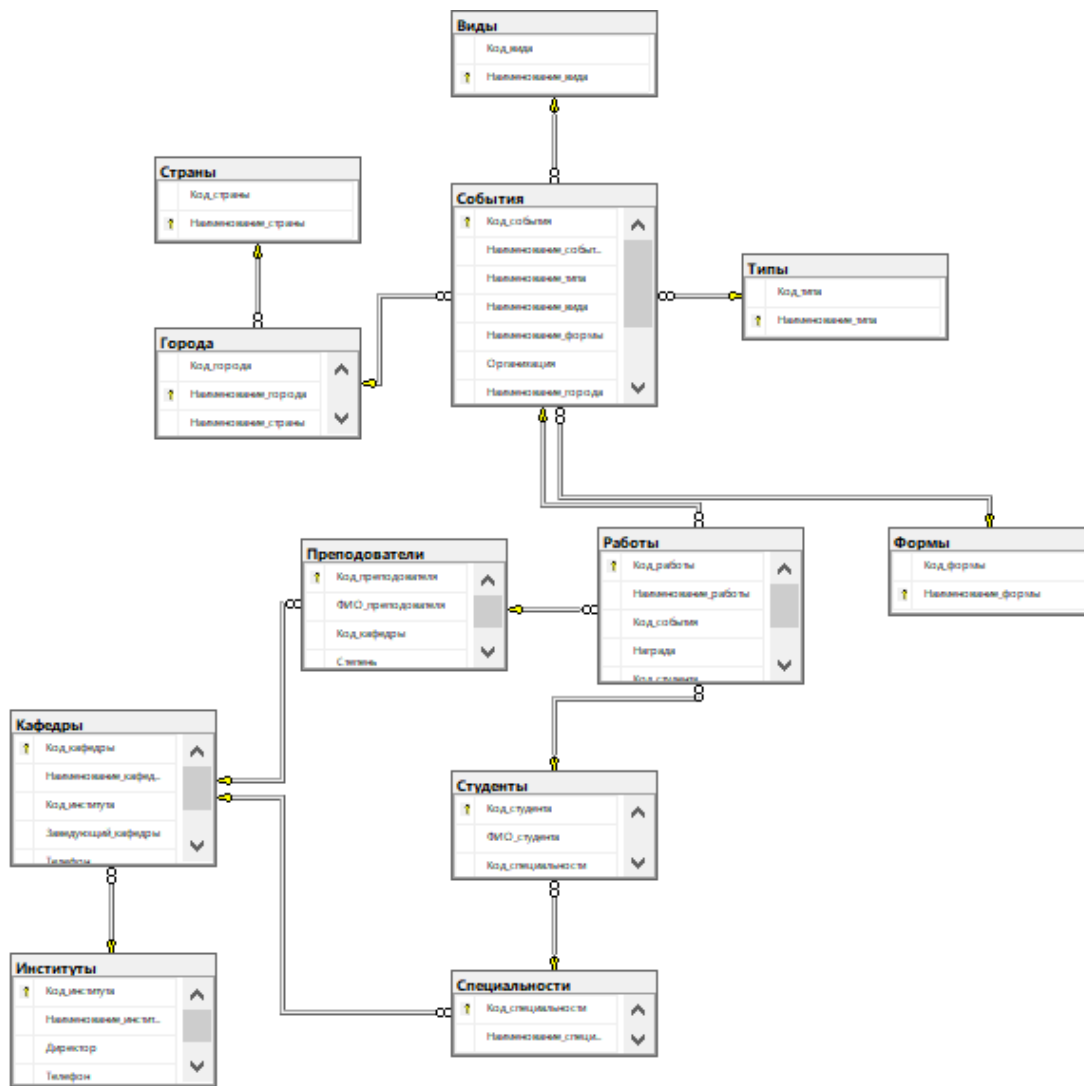 Виды
Код_вида
Наименование_вида
Страны
Код_страны
Наименование_страны
События
Код_события
Наименование_событ...
Наименование_типа
Наименование_вида
Наименование_формы
Организация
Наименование_города
Типы
Код_типа
Наименование_типа
Города
Код_города
Наименование_города
Наименование_страны
Преподователи
Код_преподователя
ФИО_преподователя
Код_кафедры
Степень
Работы
Код_работы
Наименование_работы
Код_события
Награда
Код_студента
Формы
Код_формы
Наименование_формы
Кафедры
Код_кафедры
Наименование_кафед...
Код_института
Заведующий_кафедры
Телефон
Студенты
Код_студента
ФИО_студента
Код_специальности
Институты
Код_института
Наименование_инстит...
Директор
Телефон
Специальности
Код_специальности
Наименование_специ...